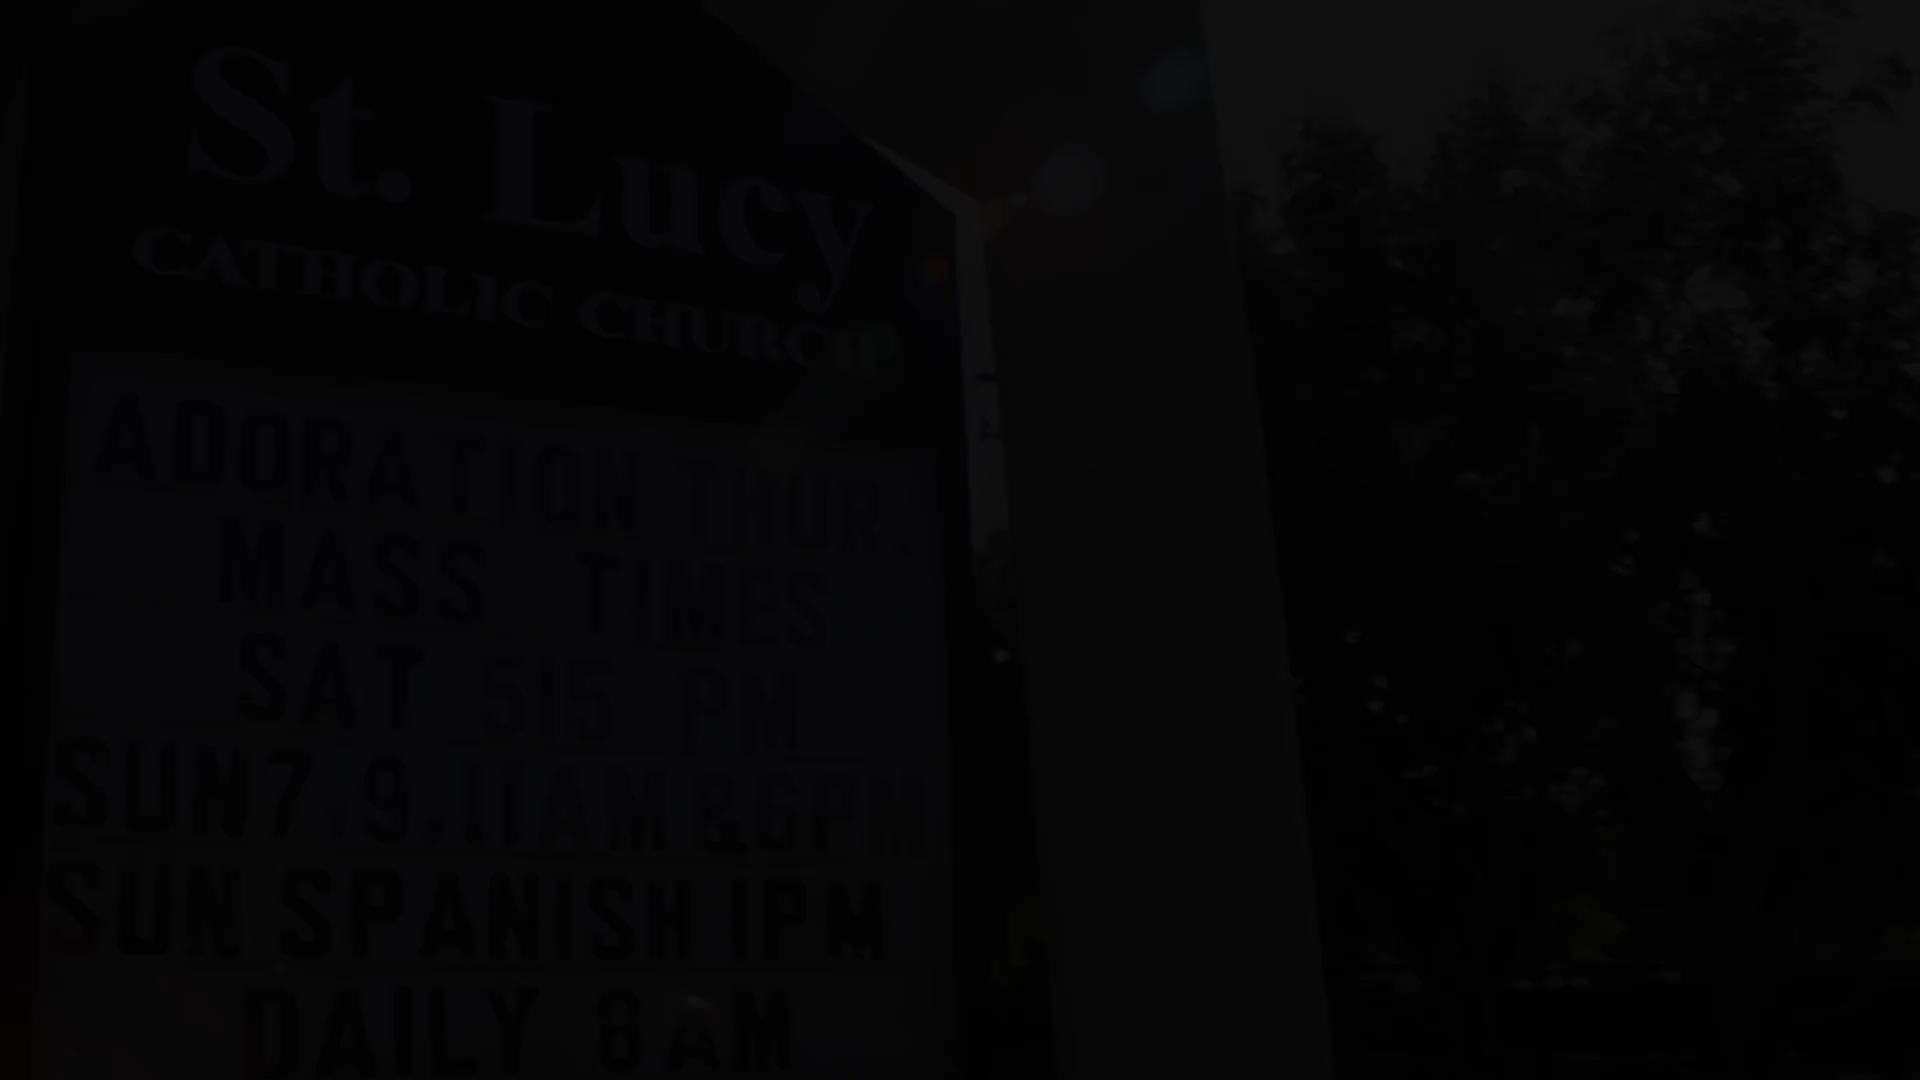 St. Lucy
CATHOLIC CHURCH
ADORATION THUR.
MASS TIMES
SAT 515 PM
SUN 7,9,11AM&6PM
SUN SPANISH 1PM
DAILY 8AM